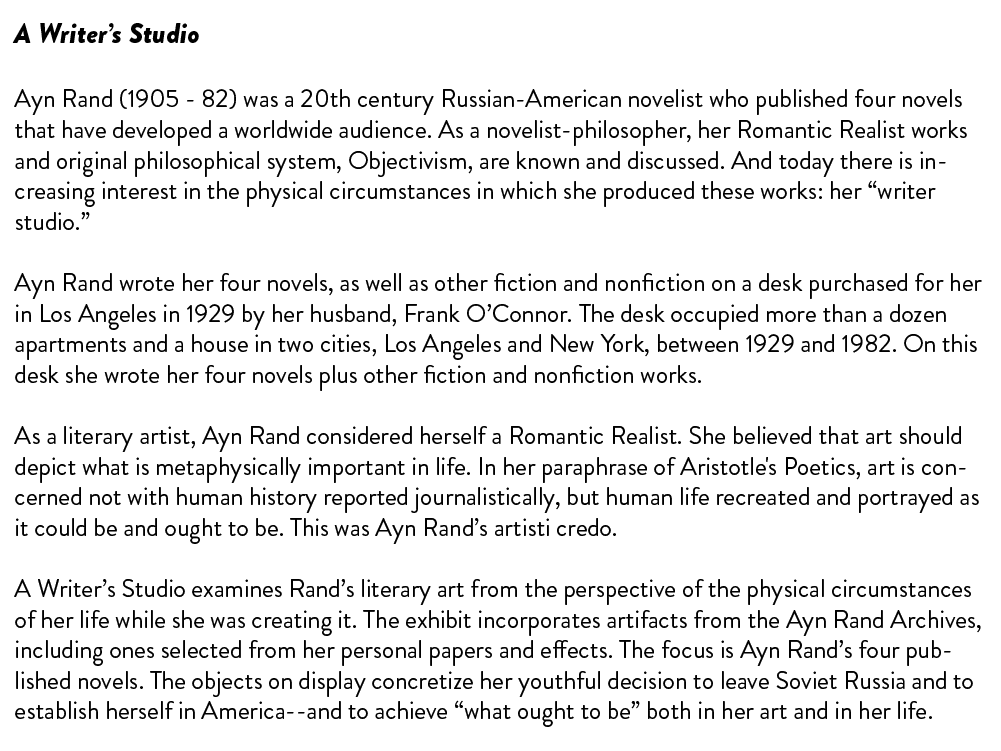 A Writer’s Studio
Ayn Rand (1905 - 82) was a 20th century Russian-American novelist who published four novels
that have developed a worldwide audience. As a novelist-philosopher, her Romantic Realist works
and original philosophical system, Objectivism, are known and discussed. And today there is in-
creasing interest in the physical circumstances in which she produced these works: her “writer
studio.”
Ayn Rand wrote her four novels, as well as other fiction and nonfiction on a desk purchased for her
in Los Angeles in 1929 by her husband, Frank O’Connor. The desk occupied more than a dozen
apartments and a house in two cities, Los Angeles and New York, between 1929 and 1982. On this
desk she wrote her four novels plus other fiction and nonfiction works.
As a literary artist, Ayn Rand considered herself a Romantic Realist. She believed that art should
depict what is metaphysically important in life. In her paraphrase of Aristotle's Poetics, art is con-
cerned not with human history reported journalistically, but human life recreated and portrayed as
it could be and ought to be. This was Ayn Rand’s artisti credo.
A Writer’s Studio examines Rand’s literary art from the perspective of the physical circumstances
of her life while she was creating it. The exhibit incorporates artifacts from the Ayn Rand Archives,
including ones selected from her personal papers and effects. The focus is Ayn Rand’s four pub-
lished novels. The objects on display concretize her youthful decision to leave Soviet Russia and to
establish herself in America--and to achieve “what ought to be” both in her art and in her life.